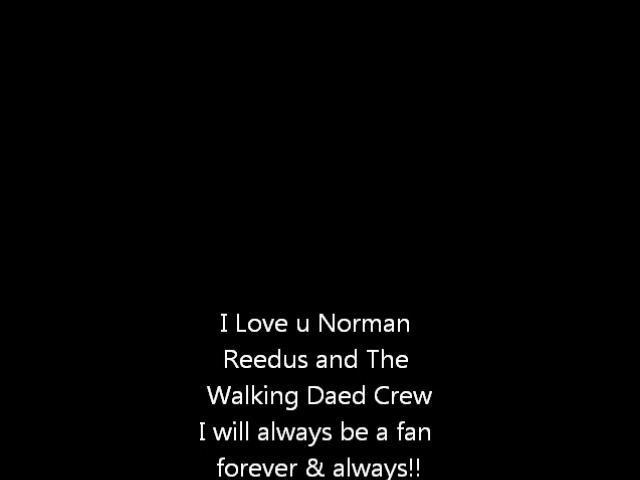 I Love u Norman
Reedus and The
Walking Daed Crew
I will always be a fan
forever & always!!